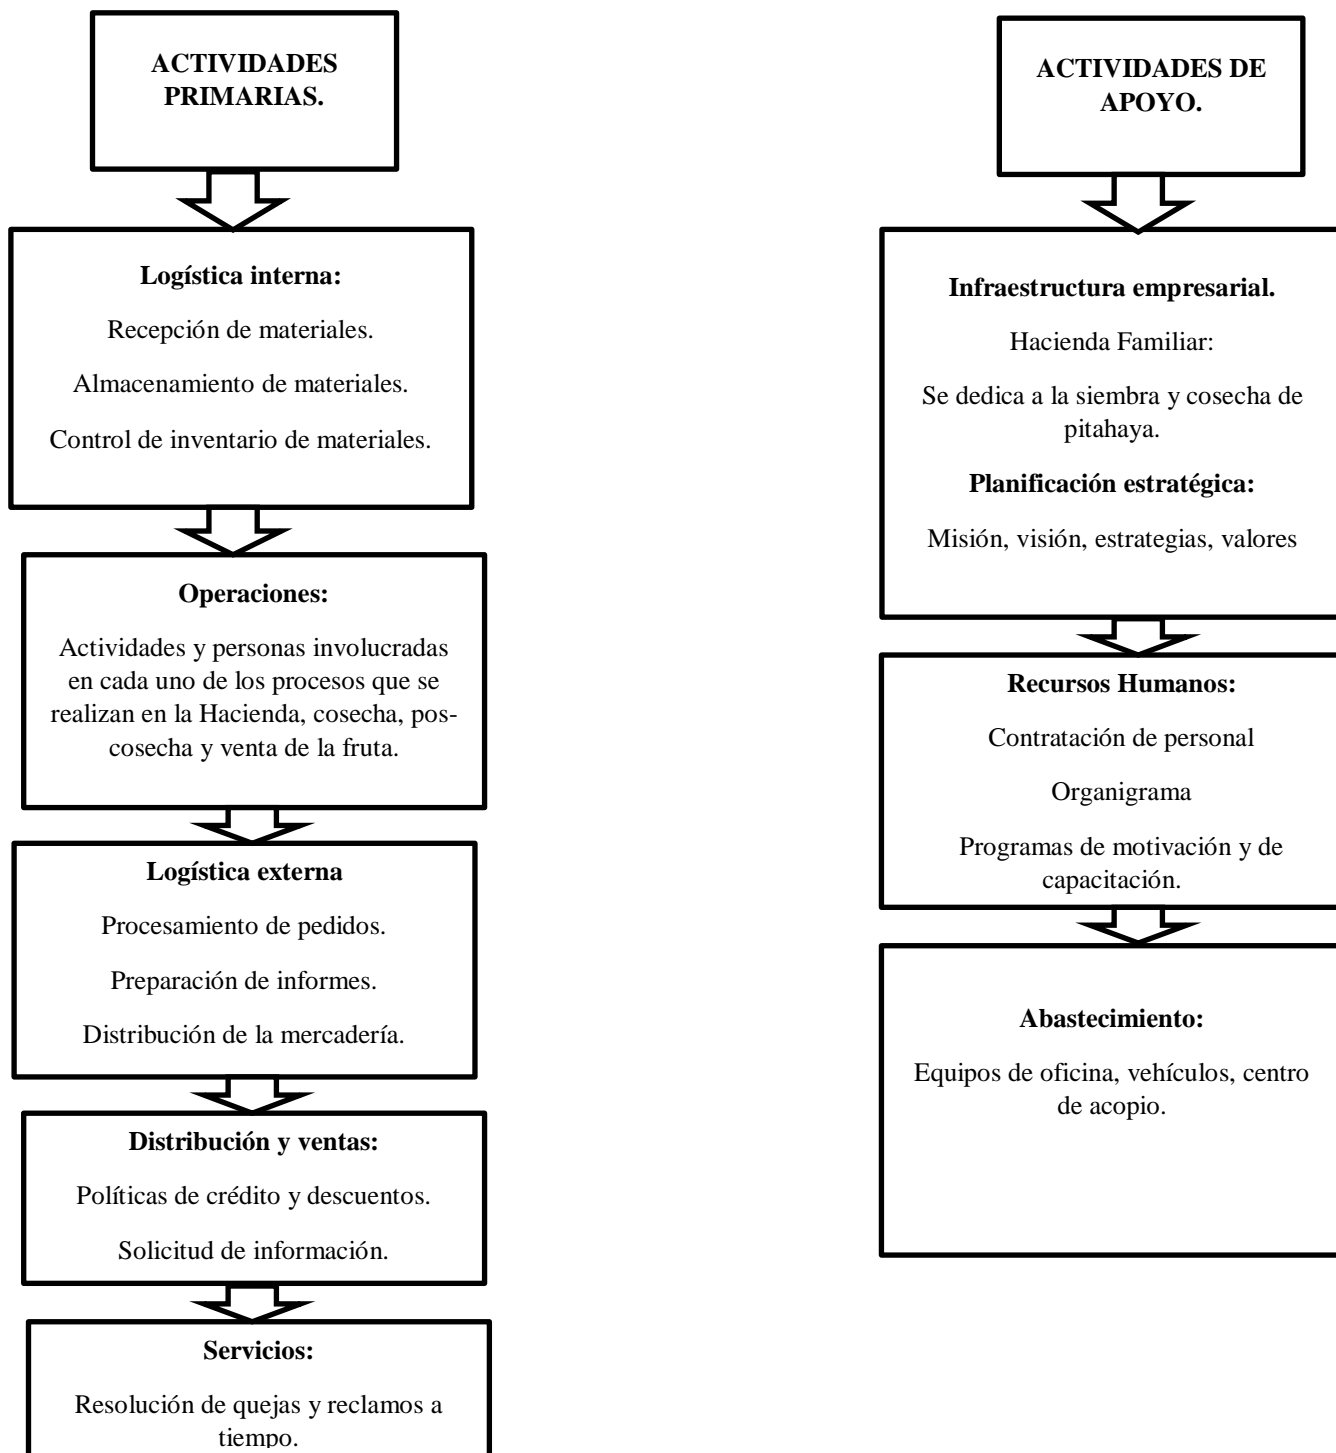 ACTIVIDADES
PRIMARIAS.
Logística interna:
Recepción de materiales.
Almacenamiento de materiales.
Control de inventario de materiales.
Operaciones:
Actividades y personas involucradas
en cada uno de los procesos que se
realizan en la Hacienda, cosecha, pos-
cosecha y venta de la fruta.
Logística externa
Procesamiento de pedidos.
Preparación de informes.
Distribución de la mercadería.
Distribución y ventas:
Políticas de crédito y descuentos.
Solicitud de información.
Servicios:
Resolución de quejas y reclamos a
tiempo.
ACTIVIDADES DE
APOYO.
Infraestructura empresarial.
Hacienda Familiar:
Se dedica a la siembra y cosecha de
pitahaya.
Planificación estratégica:
Misión, visión, estrategias, valores
Recursos Humanos:
Contratación de personal
Organigrama
Programas de motivación y de
capacitación.
Abastecimiento:
Equipos de oficina, vehículos, centro
de acopio.